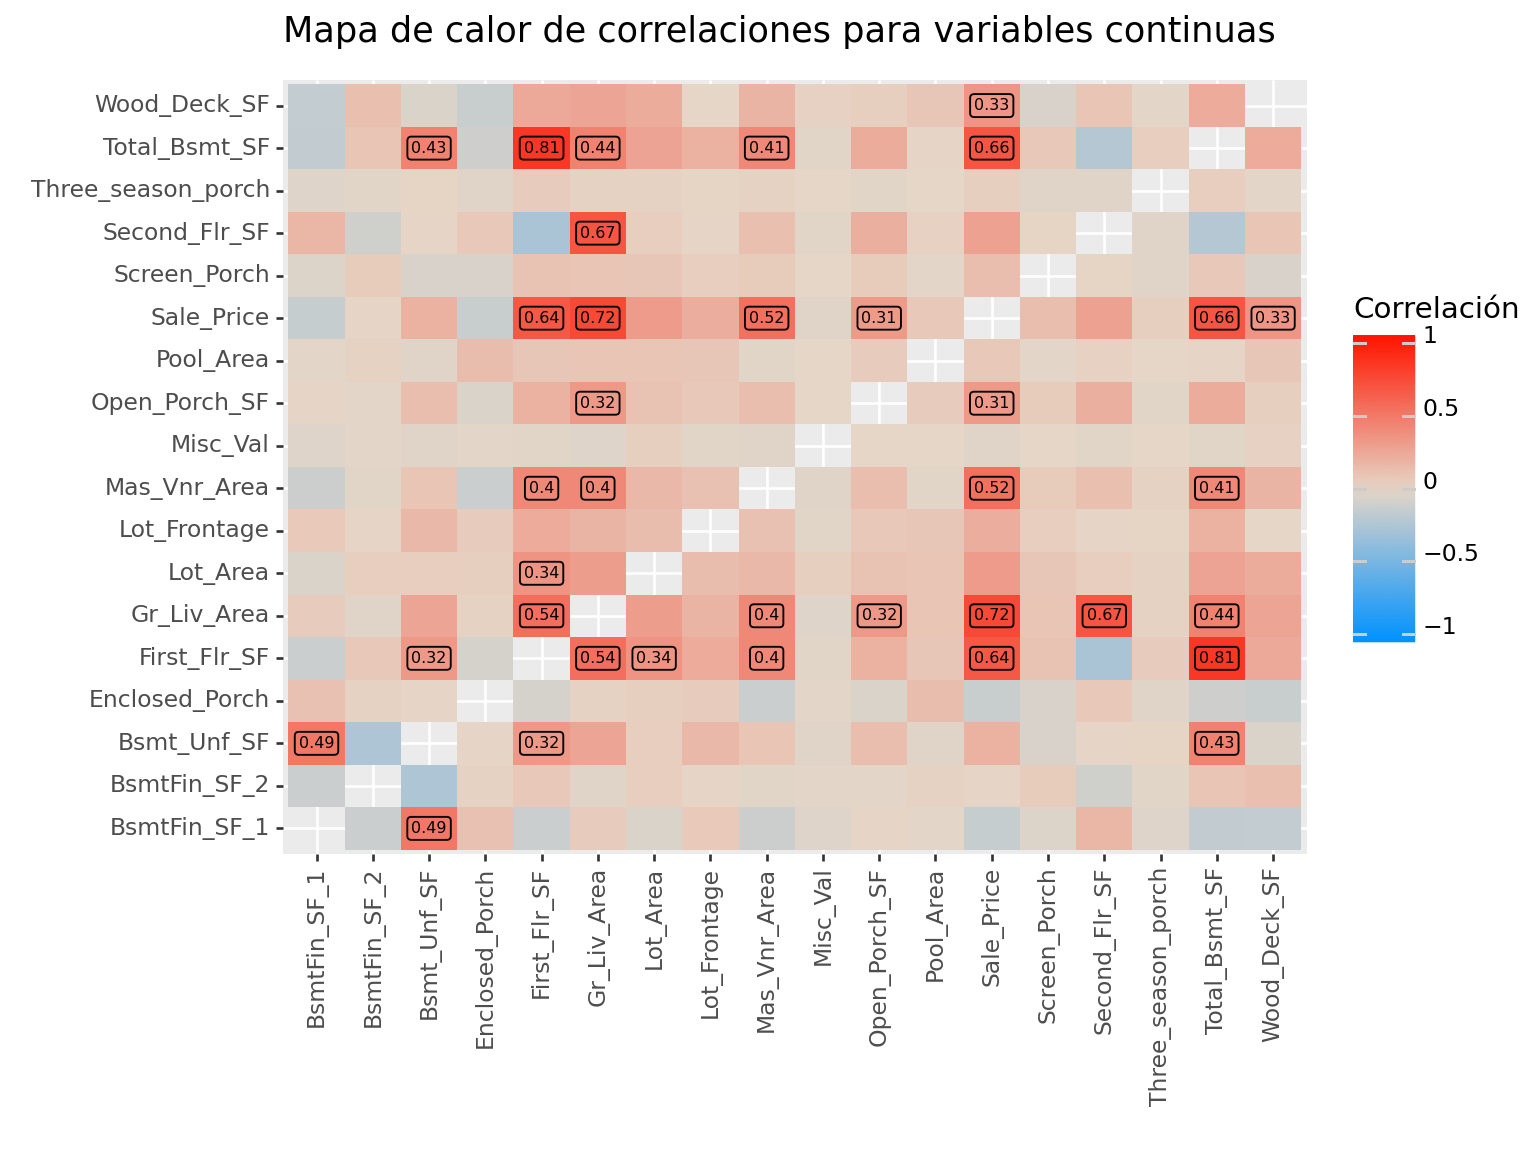 Mapa de calor de correlaciones para variables continuas
Wood_Deck_SF 0.33
Total_Bsmt_SF 0.43 0.81 0.44 0.41 0.66
Three_season_porch
Second_Flr_SF 0.67
Screen_Porch
Sale_Price 0.64 0.72 0.52 0.31 0.66 0.33
Pool_Area
Open_Porch_SF 0.32 0.31
Misc_Val
Mas_Vnr_Area 0.4 0.4 0.52 0.41
Lot_Frontage
Lot_Area 0.34
Gr_Liv_Area 0.54 0.4 0.32 0.72 0.67 0.44
First_Flr_SF 0.32 0.54 0.34 0.4 0.64 0.81
Enclosed_Porch
Bsmt_Unf_SF 0.49 0.32 0.43
BsmtFin_SF_2
BsmtFin_SF_1 0.49
BsmtFin_SF_1
BsmtFin_SF_2
Bsmt_Unf_SF
Enclosed_Porch
First_Flr_SF
Gr_Liv_Area
Lot_Area
Lot_Frontage
Mas_Vnr_Area
Misc_Val
Open_Porch_SF
Pool_Area
Sale_Price
Screen_Porch
Second_Flr_SF
Three_season_porch
Total_Bsmt_SF
Wood_Deck_SF
Correlación
1
0.5
0
−0.5
−1